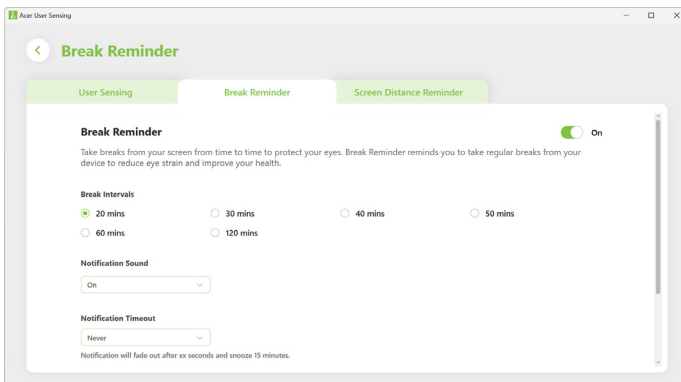 Acer User Sensing
Break Reminder
User Sensing
Break Reminder
Screen Distance Reminder
Break Reminder
On
Take breaks from your screen from time to time to protect your eyes. Break Reminder reminds you to take regular breaks from your
device to reduce eye strain and improve your health.
Break Intervals
20 mins
30 mins
40 mins
50 mins
60 mins
120 mins
Notification Sound
On
Notification Timeout
Never
Notification will fade out after xx seconds and snooze 15 minutes.